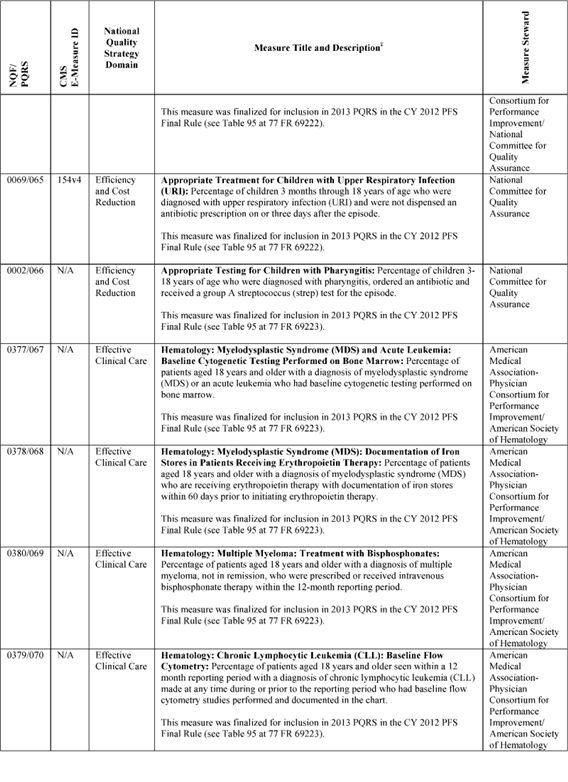 NQF/
PQRS
CMS
E-Measure ID
National
Quality
Strategy
Domain
Measure Title and Description¥
Measure Steward
This measure was finalized for inclusion in 2013 PQRS in the CY 2012 PFS
Final Rule (see Table 95 at 77 FR 69222).
Consortium for
Performance
Improvement/
National
Committee for
Quality
Assurance
0069/065
154v4
Efficiency
and Cost
Reduction
Appropriate Treatment for Children with Upper Respiratory Infection
(URI): Percentage of children 3 months through 18 years of age who were
diagnosed with upper respiratory infection (URI) and were not dispensed an
antibiotic prescription on or three days after the episode.
This measure was finalized for inclusion in 2013 PQRS in the CY 2012 PFS
Final Rule (see Table 95 at 77 FR 69222).
National
Committee for
Quality
Assurance
0002/066
N/A
Efficiency
and Cost
Reduction
Appropriate Testing for Children with Pharyngitis: Percentage of children 3-
18 years of age who were diagnosed with pharyngitis, ordered an antibiotic and
received a group A streptococcus (strep) test for the episode.
This measure was finalized for inclusion in 2013 PQRS in the CY 2012 PFS
Final Rule (see Table 95 at 77 FR 69223).
National
Committee for
Quality
Assurance
0377/067
N/A
Effective
Clinical Care
Hematology: Myelodysplastic Syndrome (MDS) and Acute Leukemia:
Baseline Cytogenetic Testing Performed on Bone Marrow: Percentage of
patients aged 18 years and older with a diagnosis of myelodysplastic syndrome
(MDS) or an acute leukemia who had baseline cytogenetic testing performed on
bone marrow.
This measure was finalized for inclusion in 2013 PQRS in the CY 2012 PFS
Final Rule (see Table 95 at 77 FR 69223).
American
Medical
Association-
Physician
Consortium for
Performance
Improvement/
American Society
of Hematology
0378/068
N/A
Effective
Clinical Care
Hematology: Myelodysplastic Syndrome (MDS): Documentation of Iron
Stores in Patients Receiving Erythropoietin Therapy: Percentage of patients
aged 18 years and older with a diagnosis of myelodysplastic syndrome (MDS)
who are receiving erythropoietin therapy with documentation of iron stores
within 60 days prior to initiating erythropoietin therapy.
This measure was finalized for inclusion in 2013 PQRS in the CY 2012 PFS
Final Rule (see Table 95 at 77 FR 69223).
American
Medical
Association-
Physician
Consortium for
Performance
Improvement/
American Society
of Hematology
0380/069
N/A
Effective
Clinical Care
Hematology: Multiple Myeloma: Treatment with Bisphosphonates:
Percentage of patients aged 18 years and older with a diagnosis of multiple
myeloma, not in remission, who were prescribed or received intravenous
bisphosphonate therapy within the 12-month reporting period.
This measure was finalized for inclusion in 2013 PQRS in the CY 2012 PFS
Final Rule (see Table 95 at 77 FR 69223).
American
Medical
Association-
Physician
Consortium for
Performance
Improvement/
American Society
of Hematology
0379/070
N/A
Effective
Clinical Care
Hematology: Chronic Lymphocytic Leukemia (CLL): Baseline Flow
Cytometry: Percentage of patients aged 18 years and older seen within a 12
month reporting period with a diagnosis of chronic lymphocytic leukemia (CLL)
made at any time during or prior to the reporting period who had baseline flow
cytometry studies performed and documented in the chart.
This measure was finalized for inclusion in 2013 PQRS in the CY 2012 PFS
Final Rule (see Table 95 at 77 FR 69223).
American
Medical
Association-
Physician
Consortium for
Performance
Improvement/
American Society
of Hematology